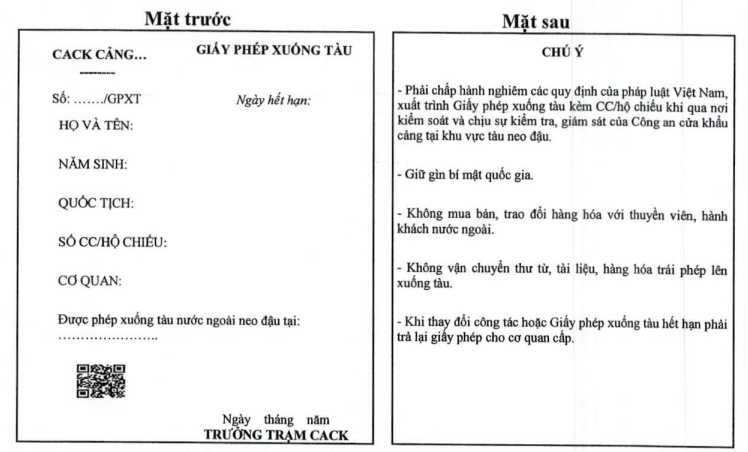 Mặt trước
CACK CẢNG...
--------
GIẤY PHÉP XUỐNG TÀU
Số: ……./GPXT
Ngày hết hạn:
HỌ VÀ TÊN:
NĂM SINH:
QUỐC TỊCH:
SỐ CC/HỘ CHIẾU:
CƠ QUAN:
Được phép xuống tàu nước ngoài neo đậu tại:
…………………..
Ngày tháng năm
TRƯỞNG TRẠM CACK
Mặt sau
CHÚ Ý
- Phải chấp hành nghiêm các quy định của pháp luật Việt Nam,
xuất trình Giấy phép xuống tàu kèm CC/hộ chiếu khi qua nơi
kiểm soát và chịu sự kiểm tra, giám sát của Công an cửa khẩu
cảng tại khu vực tàu neo đậu.
- Giữ gìn bí mật quốc gia.
- Không mua bán, trao đổi hàng hóa với thuyền viên, hành
khách nước ngoài.
- Không vận chuyển thư từ, tài liệu, hàng hóa trái phép lên
xuống tàu.
- Khi thay đổi công tác hoặc Giấy phép xuống tàu hết hạn phải
trả lại giấy phép cho cơ quan cấp.